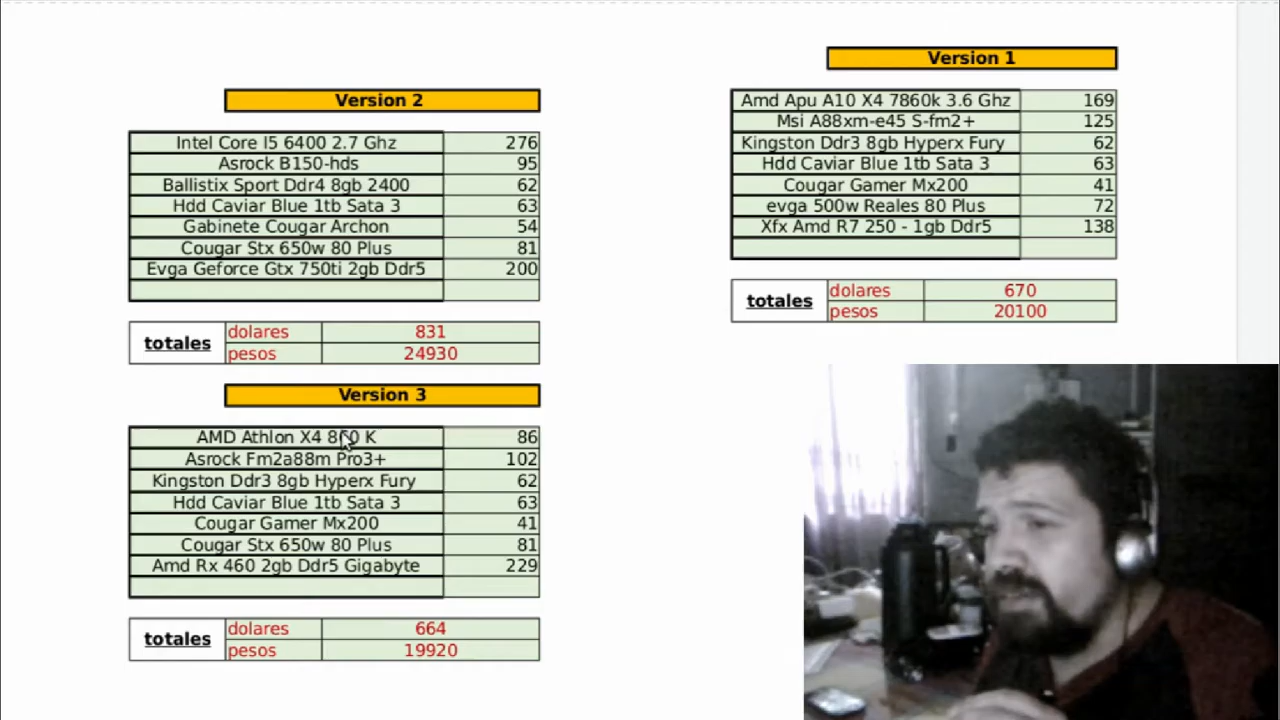 Version 1
Amd Apu A10 X4 7860k 3.6 Ghz 169
Msi A88xm-e45 S-fm2+ 125
Kingston Ddr3 8gb Hyperx Fury 62
Hdd Caviar Blue 1tb Sata 3 63
Cougar Gamer Mx200 41
evga 500w Reales 80 Plus 72
Xfx Amd R7 250 - 1gb Ddr5 138
totales
dolares 670
pesos 20100
Version 2
Intel Core I5 6400 2.7 Ghz 276
Asrock B150-hds 95
Ballistix Sport Ddr4 8gb 2400 62
Hdd Caviar Blue 1tb Sata 3 63
Gabinete Cougar Archon 54
Cougar Stx 650w 80 Plus 81
Evga Geforce Gtx 750ti 2gb Ddr5 200
totales
dolares 831
pesos 24930
Version 3
AMD Athlon X4 860 K 86
Asrock Fm2a88m Pro3+ 102
Kingston Ddr3 8gb Hyperx Fury 62
Hdd Caviar Blue 1tb Sata 3 63
Cougar Gamer Mx200 41
Cougar Stx 650w 80 Plus 81
Amd Rx 460 2gb Ddr5 Gigabyte 229
totales
dolares 664
pesos 19920